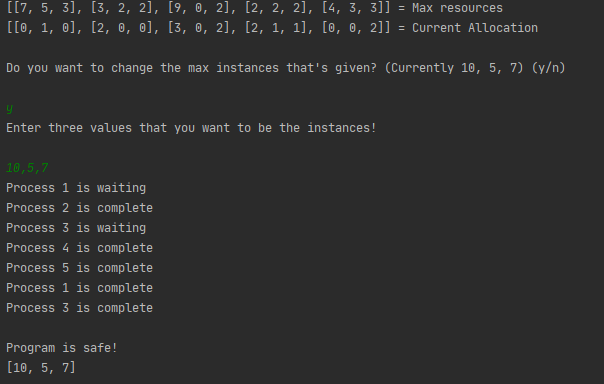 [[7, 5, 3], [3, 2, 2], [9, 0, 2], [2, 2, 2], [4, 3, 3]] = Max resources
[[0, 1, 0], [2, 0, 0], [3, 0, 2], [2, 1, 1], [0, 0, 2]] = Current Allocation
Do you want to change the max instances that's given? (Currently 10, 5, 7) (y/n)
y
Enter three values that you want to be the instances!
10,5,7
Process 1 is waiting
Process 2 is complete
Process 3 is waiting
Process 4 is complete
Process 5 is complete
Process 1 is complete
Process 3 is complete
Program is safe!
[10, 5, 7]